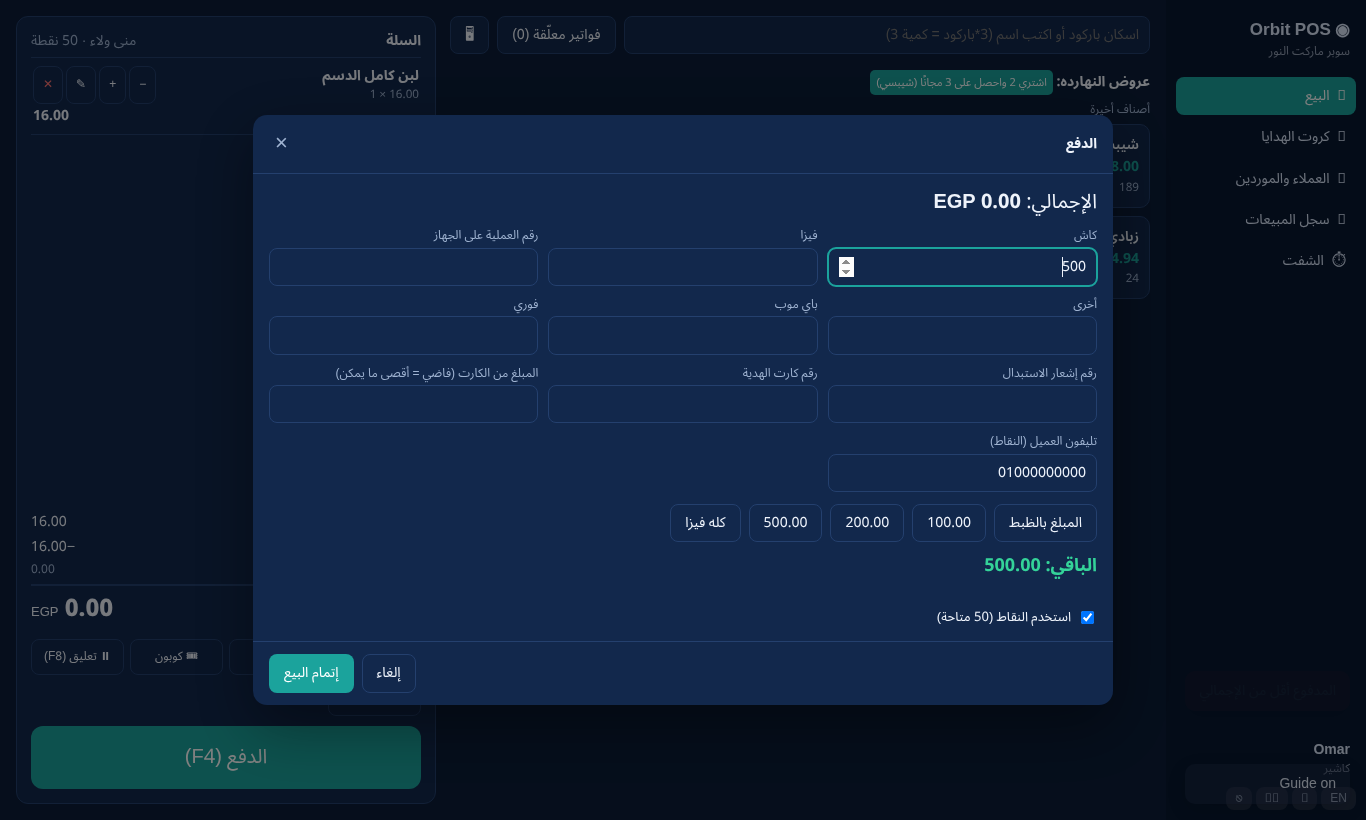 Orbit POS ◉
سوبر ماركت النور
البيع
كروت الهدايا
العملاء والموردين
سجل المبيعات
⏱ الشفت
اسكان باركود أو اكتب اسم (3*باركود = كمية 3)
فواتير معلّقة (0)
عروض النهارده: اشتري 2 واحصل على 3 مجانًا (شيبسي)
أصناف أخيرة
189
24
السلة
منى ولاء · 50 نقطة
لبن كامل الدسم
1 × 16.00
− + ✎ ×
16.00
الدفع
×
الإجمالي: EGP 0.00
كاش
فيزا
رقم العملية على الجهاز
500
أخرى
باي موب
فوري
رقم إشعار الاستبدال
رقم كارت الهدية
المبلغ من الكارت (فاضي = أقصى ما يمكن)
تليفون العميل (النقاط)
01000000000
المبلغ بالظبط
100.00
200.00
500.00
كله فيزا
الباقي: 500.00
استخدم النقاط (50 متاحة)
إلغاء
إتمام البيع
16.00
16.00−
0.00
EGP 0.00
كوبون
⏸ تعليق (F8)
الدفع (F4)
المدفوع أقل من الإجمالي
Omar
كاشير
Guide on
EN